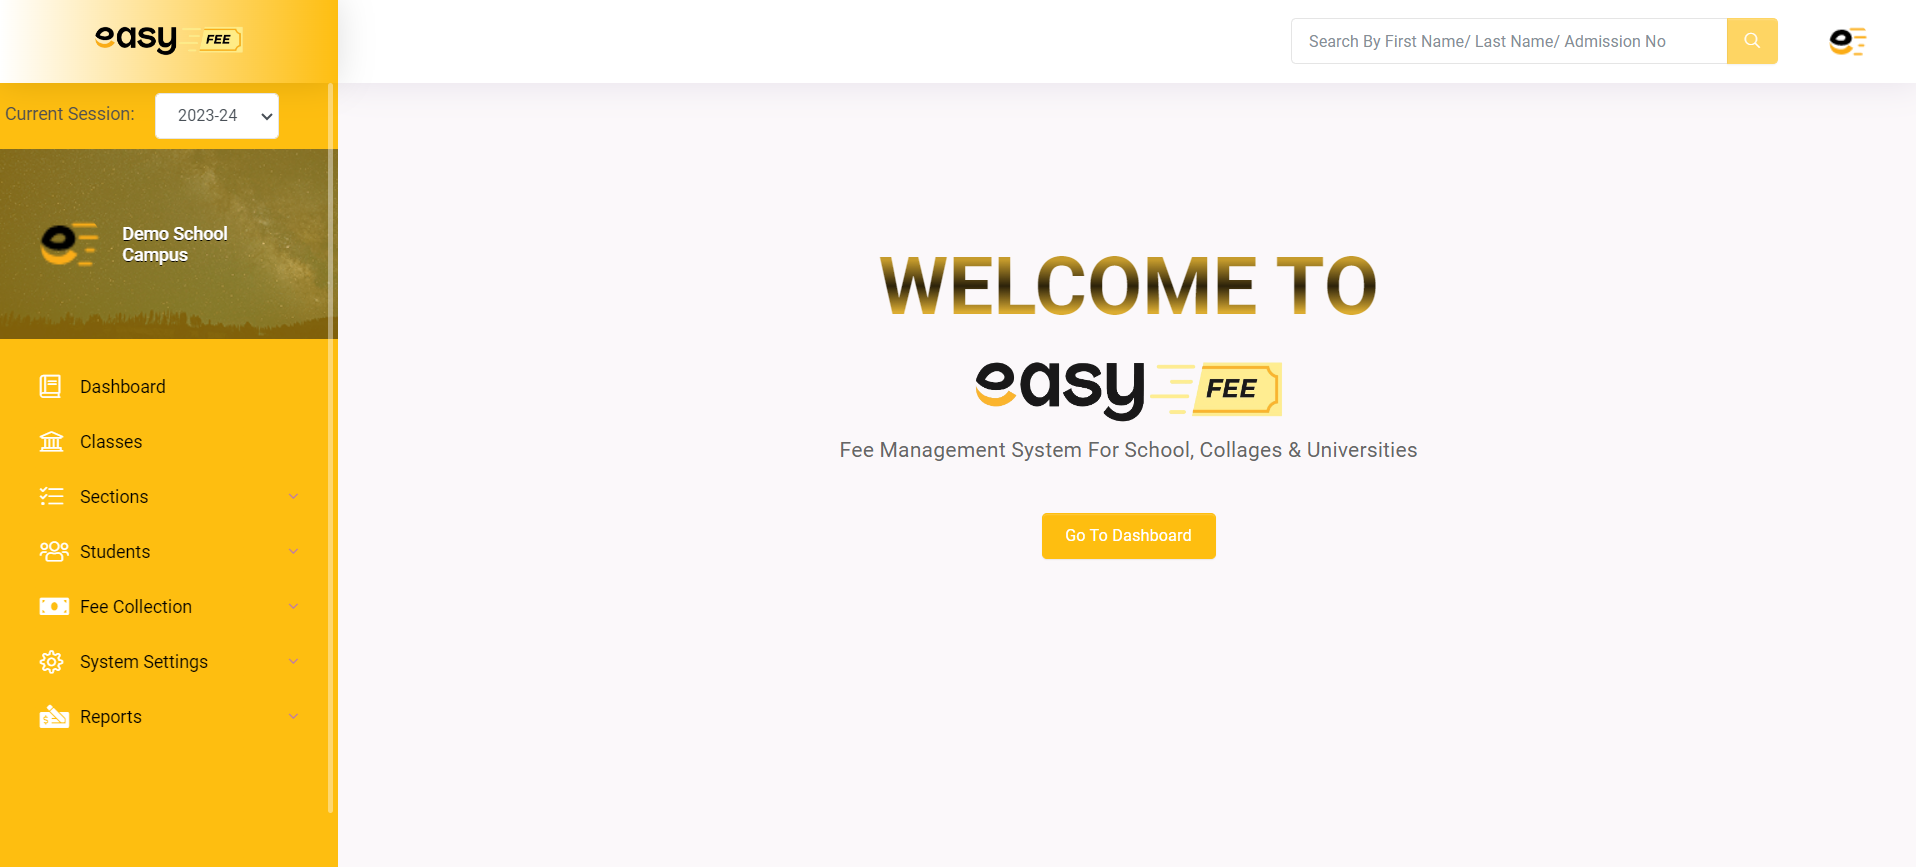 easy FEE
Search By First Name/ Last Name/ Admission No
Current Session:
2023-24
Demo School
Campus
Dashboard
Classes
Sections
Students
Fee Collection
System Settings
Reports
WELCOME TO
easy FEE
Fee Management System For School, Collages & Universities
Go To Dashboard